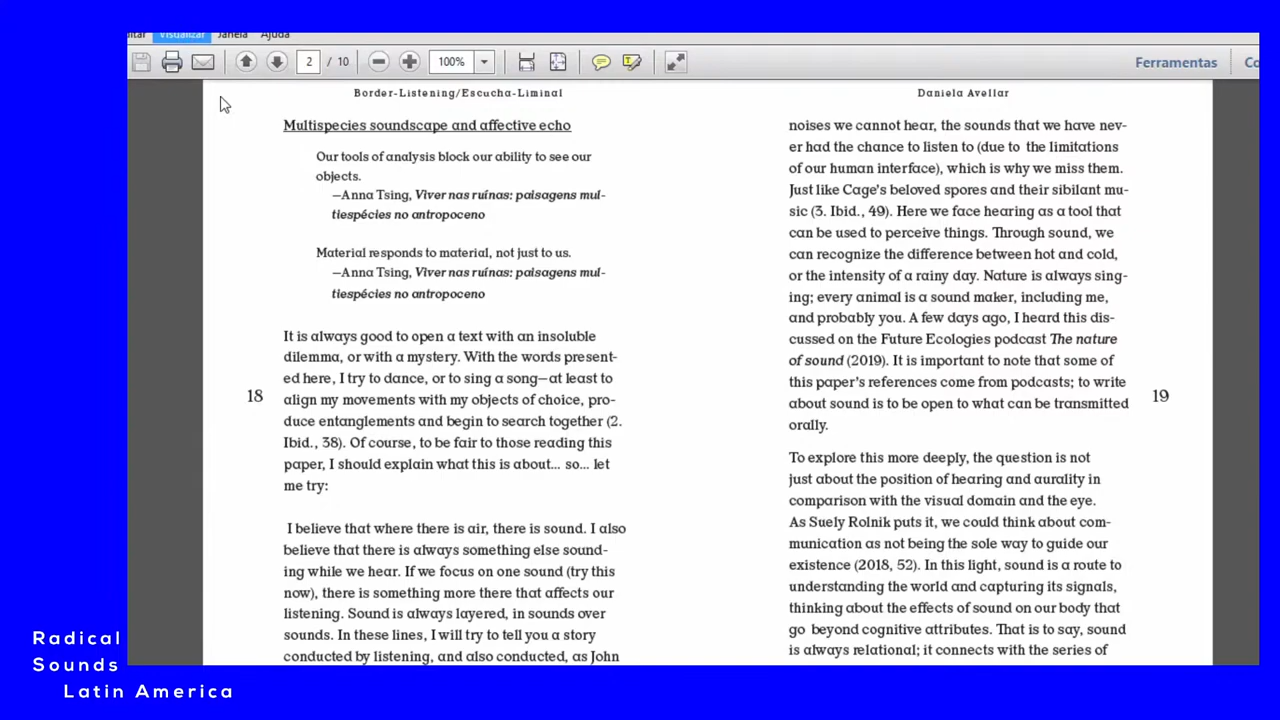 Visualizar Janela Ajuda
2 / 10 100% Ferramentas
Border-Listening/Escucha-Liminal
Multispecies soundscape and affective echo
Our tools of analysis block our ability to see our
objects.
—Anna Tsing, Viver nas ruínas: paisagens mul-
tiespécies no antropoceno
Material responds to material, not just to us.
—Anna Tsing, Viver nas ruínas: paisagens mul-
tiespécies no antropoceno
It is always good to open a text with an insoluble
dilemma, or with a mystery. With the words present-
ed here, I try to dance, or to sing a song—at least to
align my movements with my objects of choice, pro-
duce entanglements and begin to search together (2.
Ibid., 38). Of course, to be fair to those reading this
paper, I should explain what this is about... so... let
me try:
I believe that where there is air, there is sound. I also
believe that there is always something else sound-
ing while we hear. If we focus on one sound (try this
now), there is something more there that affects our
listening. Sound is always layered, in sounds over
sounds. In these lines, I will try to tell you a story
conducted by listening, and also conducted, as John
18
Daniela Avellar
noises we cannot hear, the sounds that we have nev-
er had the chance to listen to (due to the limitations
of our human interface), which is why we miss them.
Just like Cage's beloved spores and their sibilant mu-
sic (3. Ibid., 49). Here we face hearing as a tool that
can be used to perceive things. Through sound, we
can recognize the difference between hot and cold,
or the intensity of a rainy day. Nature is always sing-
ing; every animal is a sound maker, including me,
and probably you. A few days ago, I heard this dis-
cussed on the Future Ecologies podcast The nature
of sound (2019). It is important to note that some of
this paper's references come from podcasts; to write
about sound is to be open to what can be transmitted
orally.
To explore this more deeply, the question is not
just about the position of hearing and aurality in
comparison with the visual domain and the eye.
As Suely Rolnik puts it, we could think about com-
munication as not being the sole way to guide our
existence (2018, 52). In this light, sound is a route to
understanding the world and capturing its signals,
thinking about the effects of sound on our body that
go beyond cognitive attributes. That is to say, sound
is always relational; it connects with the series of
19
Radical
Sounds
Latin America